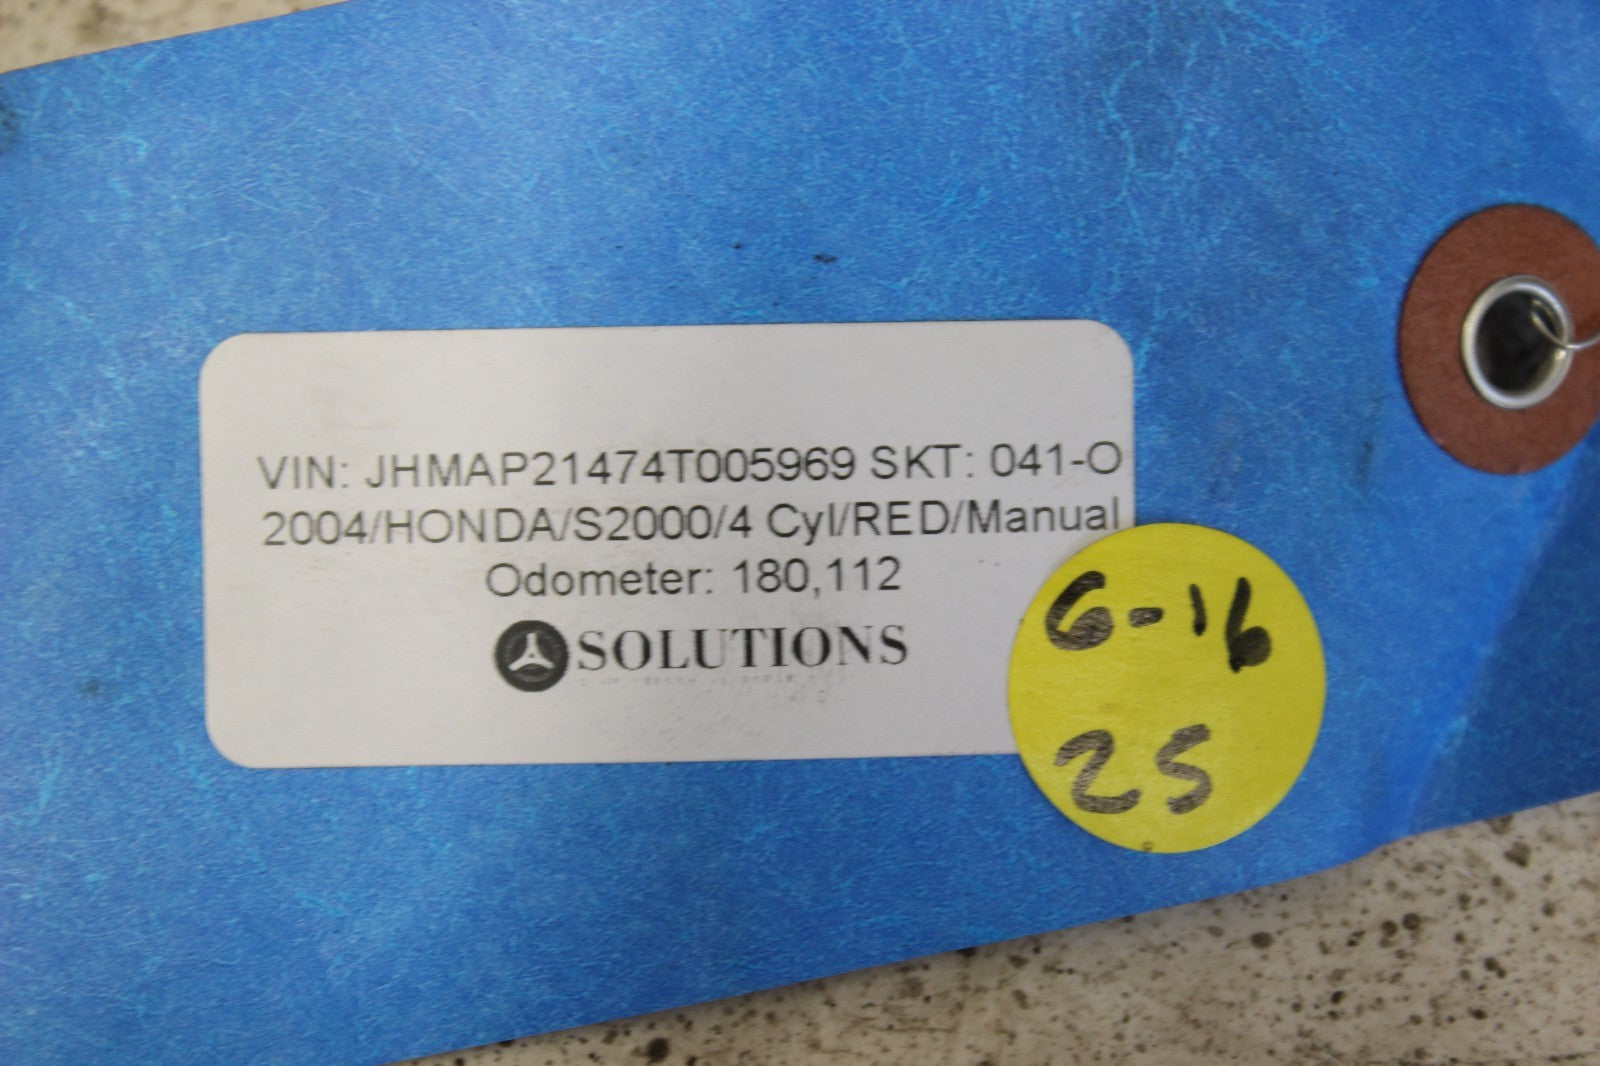 VIN: JHMAP21474T005969 SKT: 041-O
2004/HONDA/S2000/4 Cyl/RED/Manual
Odometer: 180,112
SOLUTIONS
G-16
25